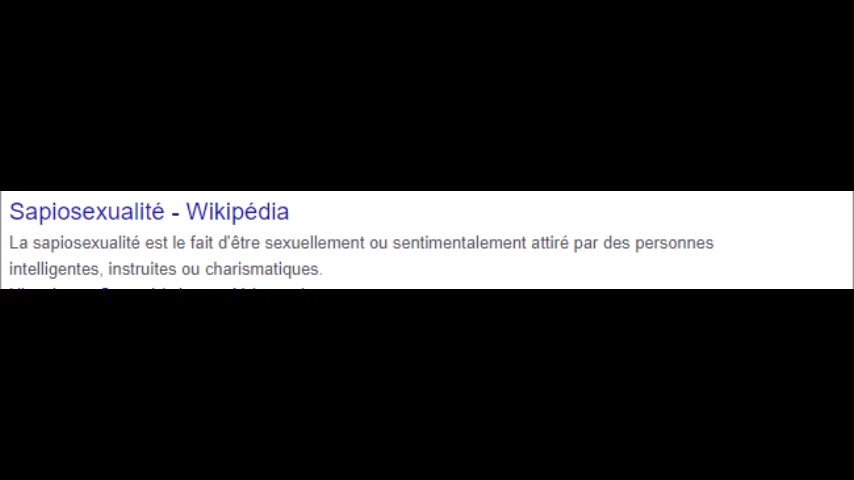 Sapiosexualité - Wikipédia
La sapiosexualité est le fait d'être sexuellement ou sentimentalement attiré par des personnes
intelligentes, instruites ou charismatiques.